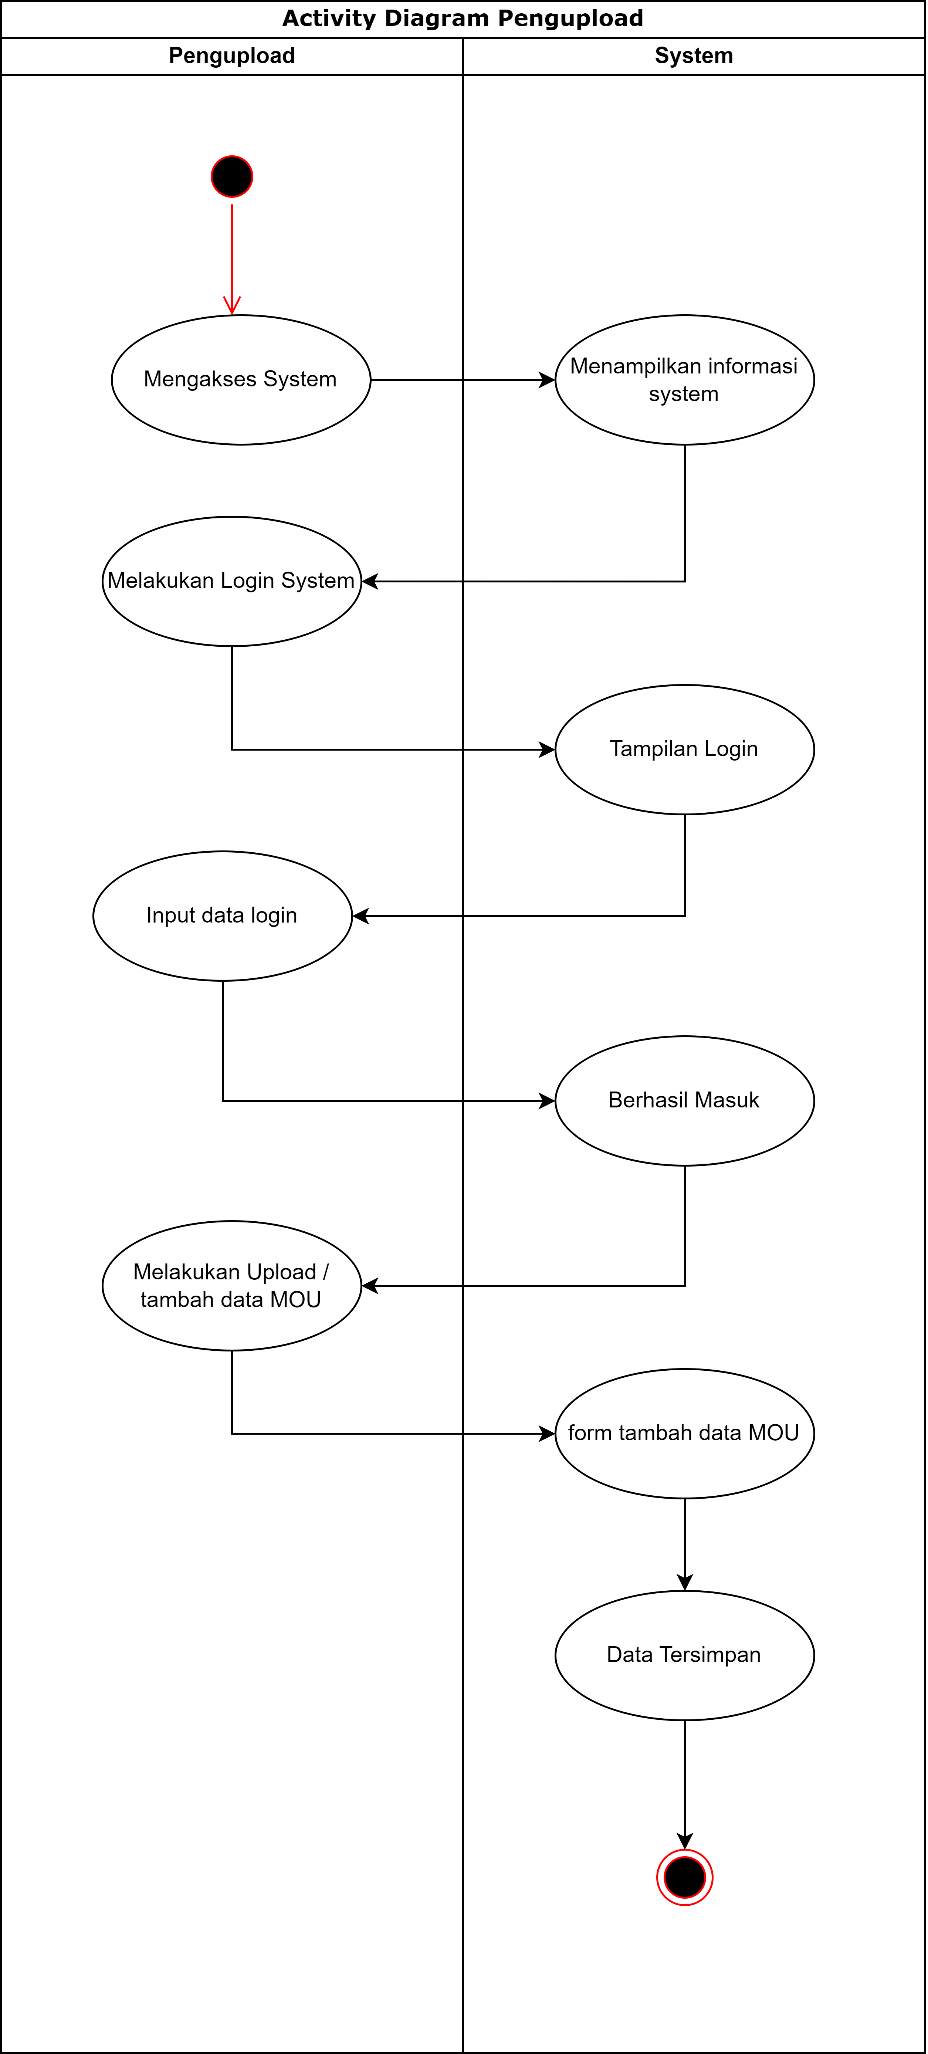 Activity Diagram Pengupload
Pengupload
System
Mengakses System
Menampilkan informasi
system
Melakukan Login System
Tampilan Login
Input data login
Berhasil Masuk
Melakukan Upload /
tambah data MOU
form tambah data MOU
Data Tersimpan